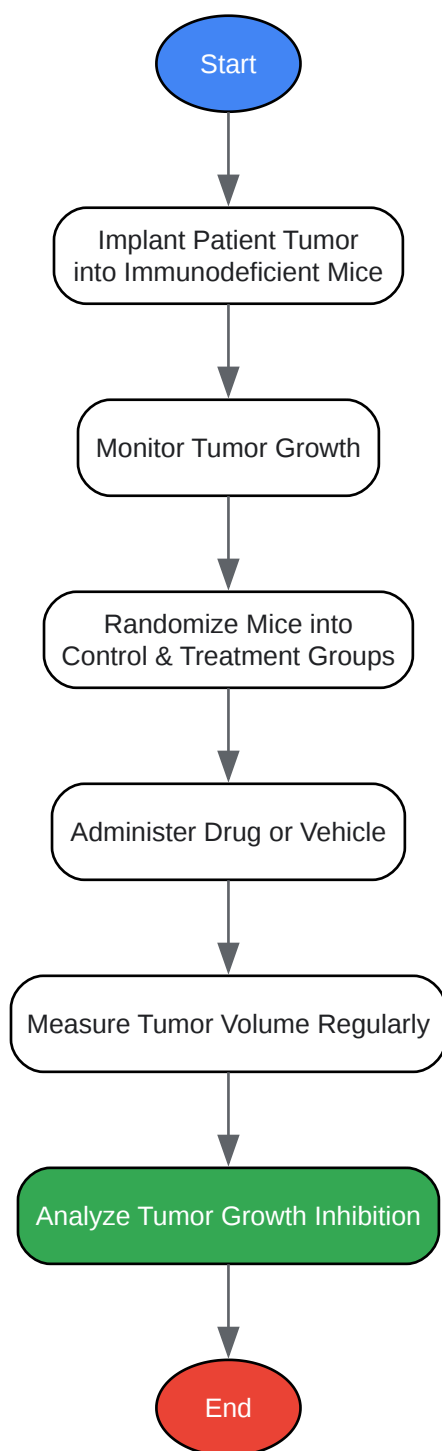 Start
Implant Patient Tumor
into Immunodeficient Mice
Monitor Tumor Growth
Randomize Mice into
Control & Treatment Groups
Administer Drug or Vehicle
Measure Tumor Volume Regularly
Analyze Tumor Growth Inhibition
End